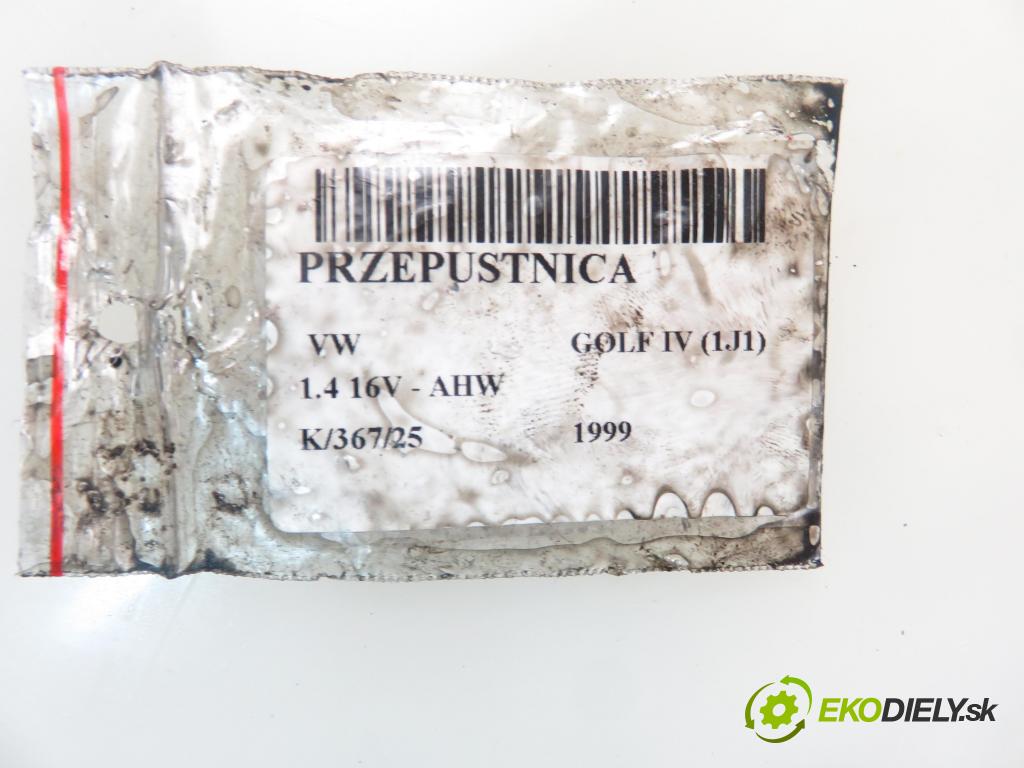 PRZEPUSTNICA
VW GOLF IV (1J1)
1.4 16V - AHW
K/367/25 1999
EKODIELY.sk